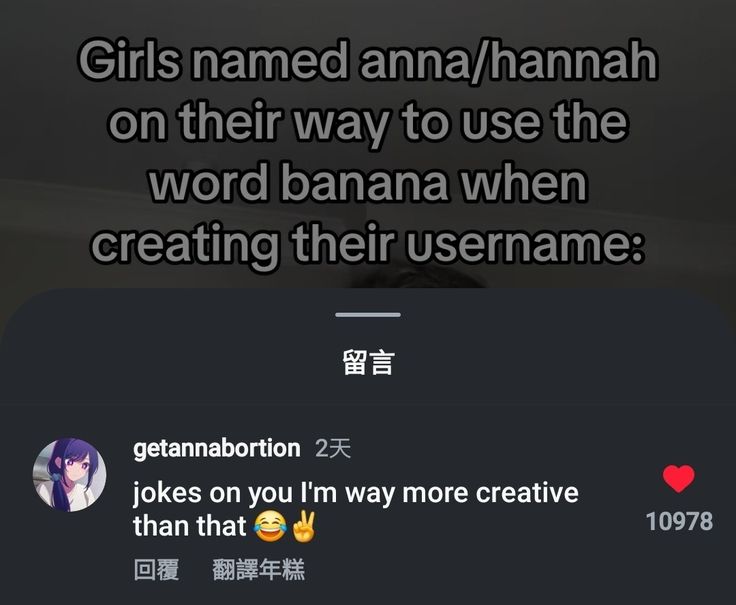 Girls named anna/hannah
on their way to use the
word banana when
creating their username:
留言
getannabortion 2天
jokes on you I'm way more creative
than that 😂✌️
10978
回覆 翻譯年糕